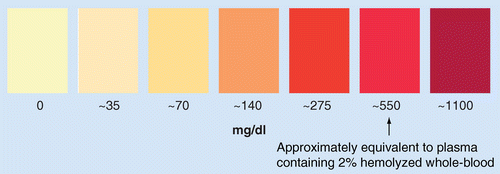 0 ~35 ~70 ~140 ~275 ~550 ~1100
mg/dl
Approximately equivalent to plasma
containing 2% hemolyzed whole-blood